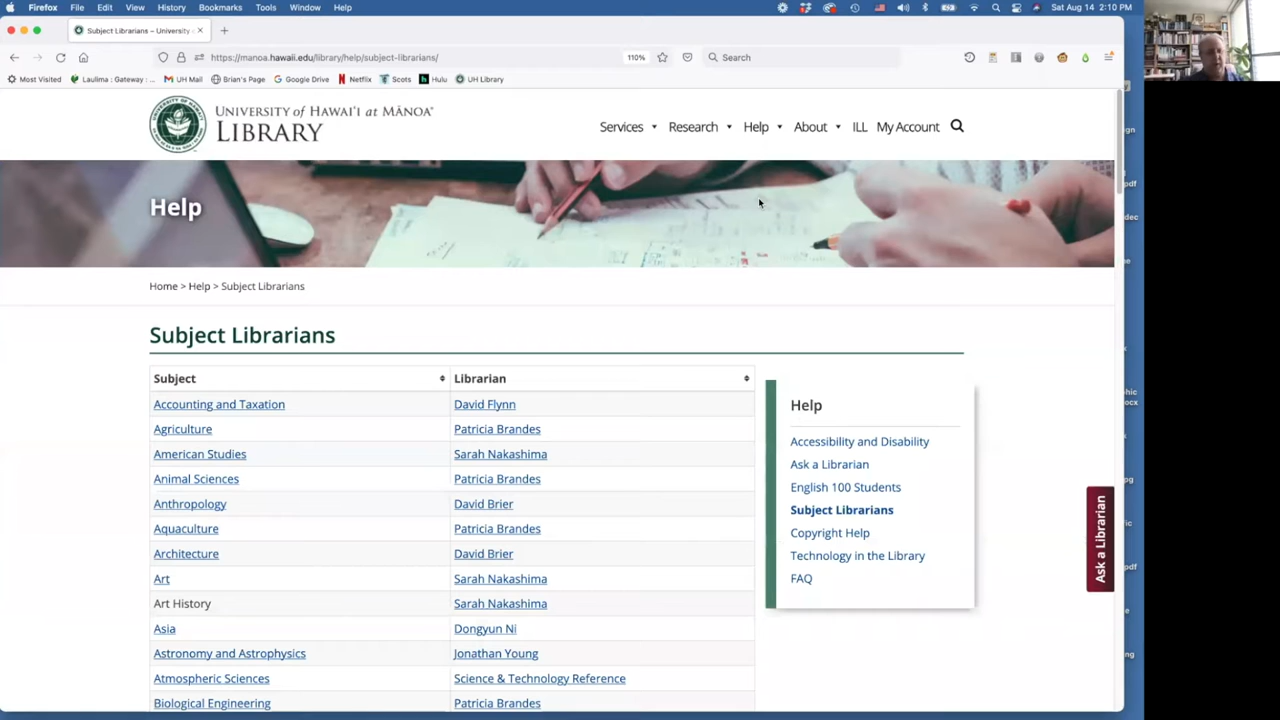 Firefox File Edit View History Bookmarks Tools Window Help Sat Aug 14 2:10 PM
Subject Librarians – University
https://manoa.hawaii.edu/library/help/subject-librarians/ 110% Search
Most Visited Laulima : Gateway : ... UH Mail Brian's Page Google Drive Netflix Scots Hulu UH Library
UNIVERSITY OF HAWAIʻI AT MĀNOA
LIBRARY
Services Research Help About ILL My Account
Help
Home > Help > Subject Librarians
Subject Librarians
Subject Librarian
Accounting and Taxation David Flynn
Agriculture Patricia Brandes
American Studies Sarah Nakashima
Animal Sciences Patricia Brandes
Anthropology David Brier
Aquaculture Patricia Brandes
Architecture David Brier
Art Sarah Nakashima
Art History Sarah Nakashima
Asia Dongyun Ni
Astronomy and Astrophysics Jonathan Young
Atmospheric Sciences Science & Technology Reference
Biological Engineering Patricia Brandes
Help
Accessibility and Disability
Ask a Librarian
English 100 Students
Subject Librarians
Copyright Help
Technology in the Library
FAQ
Ask a Librarian